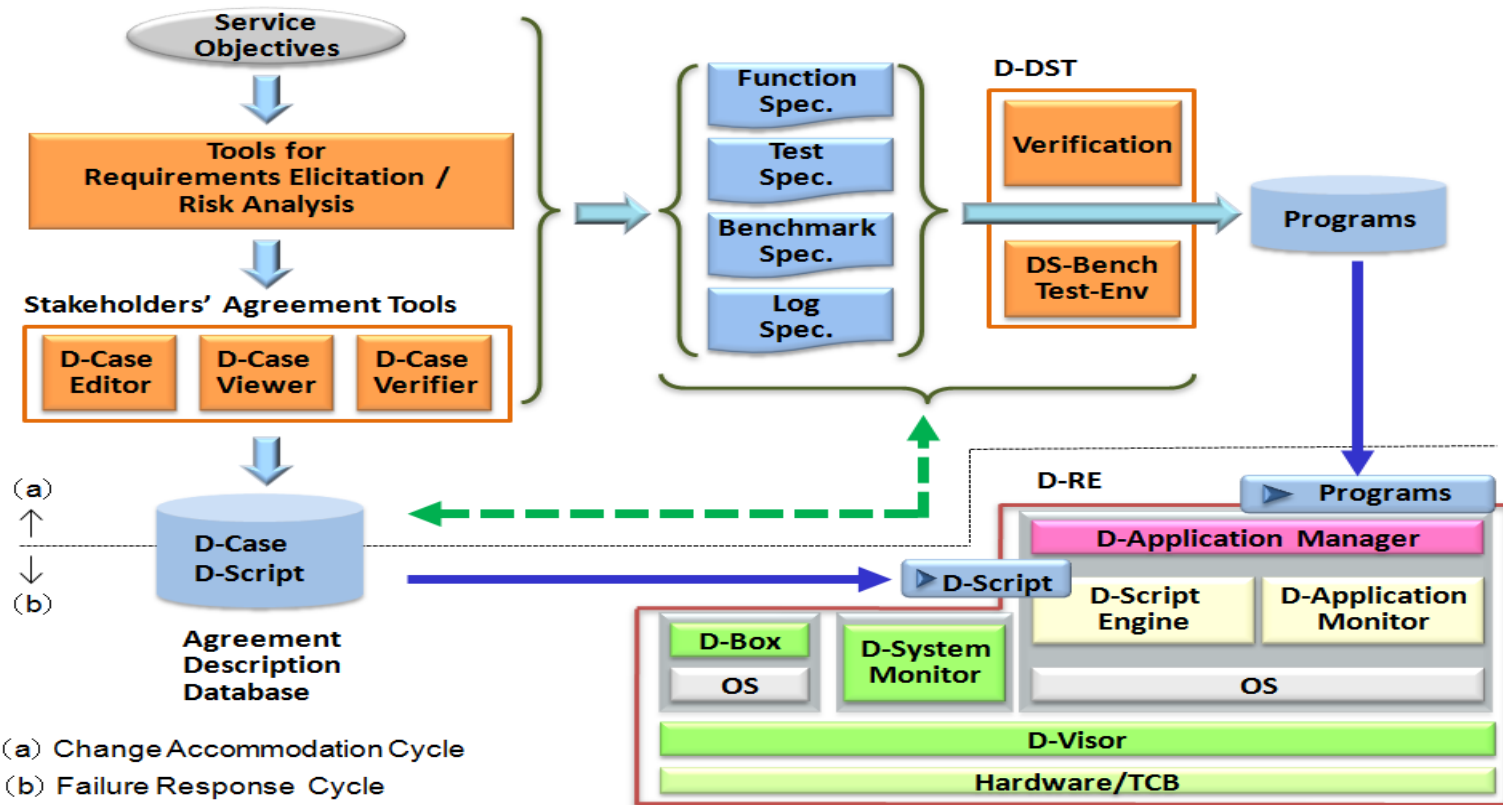 Service
Objectives
Tools for
Requirements Elicitation /
Risk Analysis
Stakeholders’ Agreement Tools
D-Case
Editor
D-Case
Viewer
D-Case
Verifier
Function
Spec.
Test
Spec.
Benchmark
Spec.
Log
Spec.
D-DST
Verification
DS-Bench
Test-Env
Programs
(a)
↑
↓
(b)
D-Case
D-Script
Agreement
Description
Database
D-RE
Programs
D-Application Manager
D-Script
D-Script
Engine
D-Application
Monitor
OS
D-Box
OS
D-System
Monitor
D-Visor
Hardware/TCB
(a) Change Accommodation Cycle
(b) Failure Response Cycle